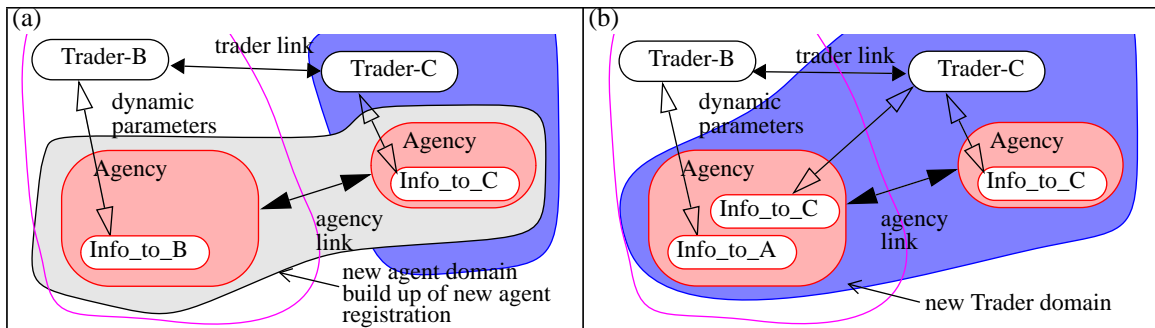 (a)
Trader-B
trader link
Trader-C
dynamic
parameters
Agency
Agency
Info_to_C
agency
link
Info_to_B
new agent domain
build up of new agent
registration
(b)
Trader-B
trader link
Trader-C
dynamic
parameters
Agency
Agency
Info_to_C
Info_to_C
agency
link
Info_to_A
new Trader domain